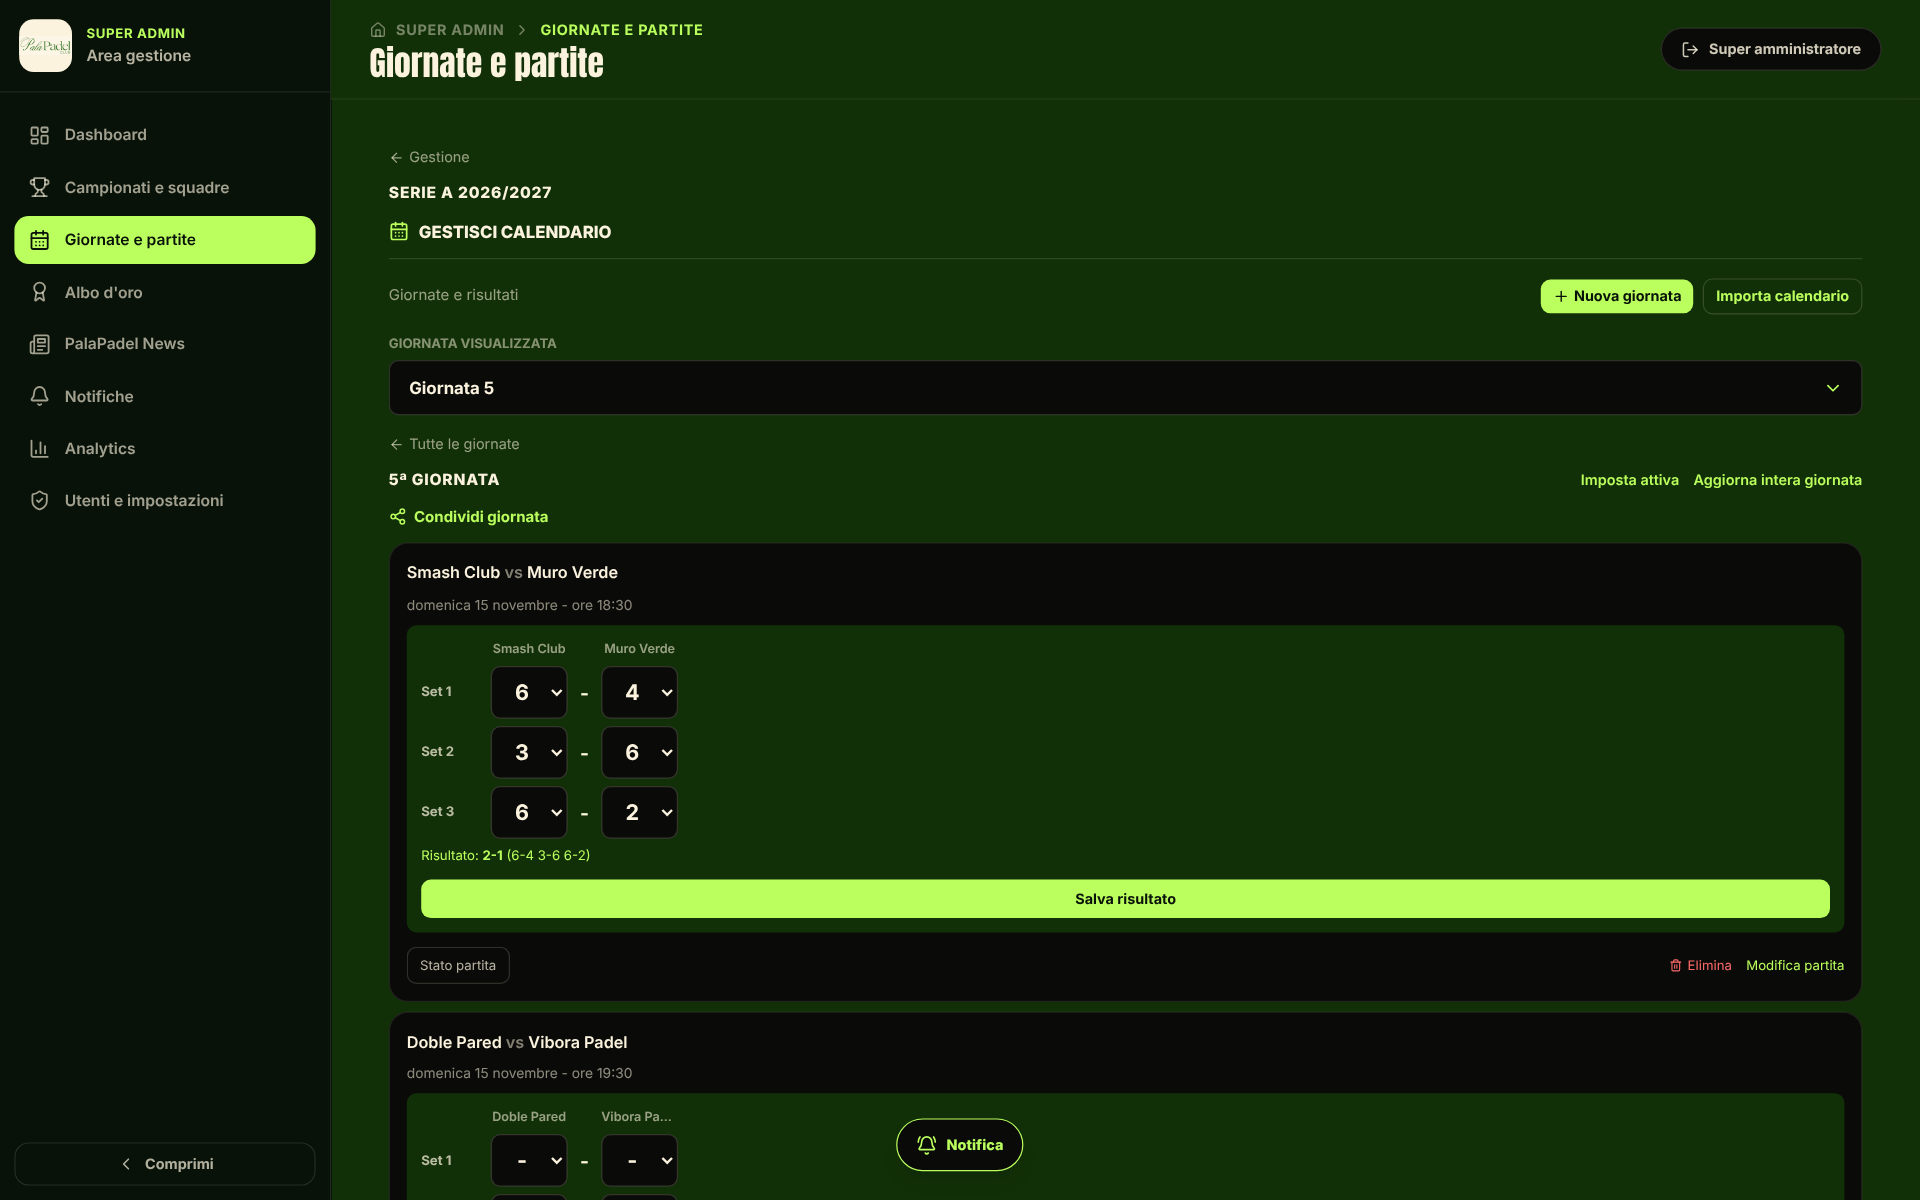 PalaPadel
CLUB
SUPER ADMIN
Area gestione
Dashboard
Campionati e squadre
Giornate e partite
Albo d'oro
PalaPadel News
Notifiche
Analytics
Utenti e impostazioni
Comprimi
SUPER ADMIN > GIORNATE E PARTITE
Giornate e partite
Super amministratore
← Gestione
SERIE A 2026/2027
GESTISCI CALENDARIO
Giornate e risultati
+ Nuova giornata
Importa calendario
GIORNATA VISUALIZZATA
Giornata 5
← Tutte le giornate
5ª GIORNATA
Imposta attiva
Aggiorna intera giornata
Condividi giornata
Smash Club vs Muro Verde
domenica 15 novembre - ore 18:30
Smash Club Muro Verde
Set 1 6 - 4
Set 2 3 - 6
Set 3 6 - 2
Risultato: 2-1 (6-4 3-6 6-2)
Salva risultato
Stato partita
Elimina
Modifica partita
Doble Pared vs Vibora Padel
domenica 15 novembre - ore 19:30
Doble Pared Vibora Pa...
Set 1 - - -
Notifica